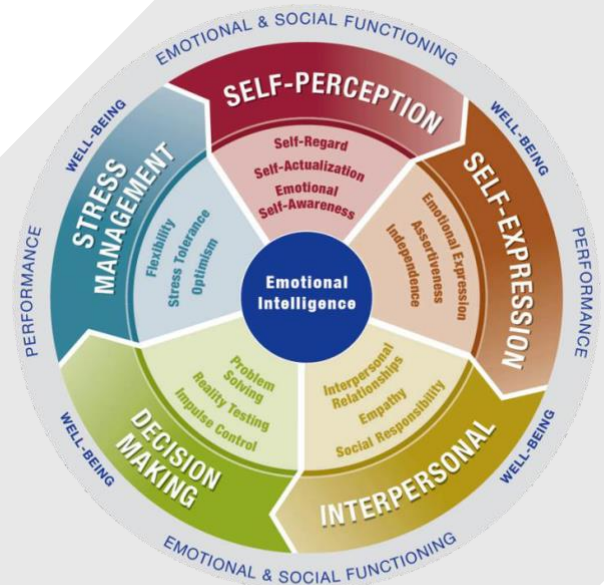 EMOTIONAL & SOCIAL FUNCTIONING
WELL-BEING
WELL-BEING
PERFORMANCE
PERFORMANCE
WELL-BEING
WELL-BEING
EMOTIONAL & SOCIAL FUNCTIONING
SELF-PERCEPTION
Self-Regard
Self-Actualization
Emotional
Self-Awareness
SELF-EXPRESSION
Emotional Expression
Assertiveness
Independence
INTERPERSONAL
Interpersonal
Relationships
Empathy
Social Responsibility
DECISION
MAKING
Problem
Solving
Reality Testing
Impulse Control
STRESS
MANAGEMENT
Flexibility
Stress Tolerance
Optimism
Emotional
Intelligence